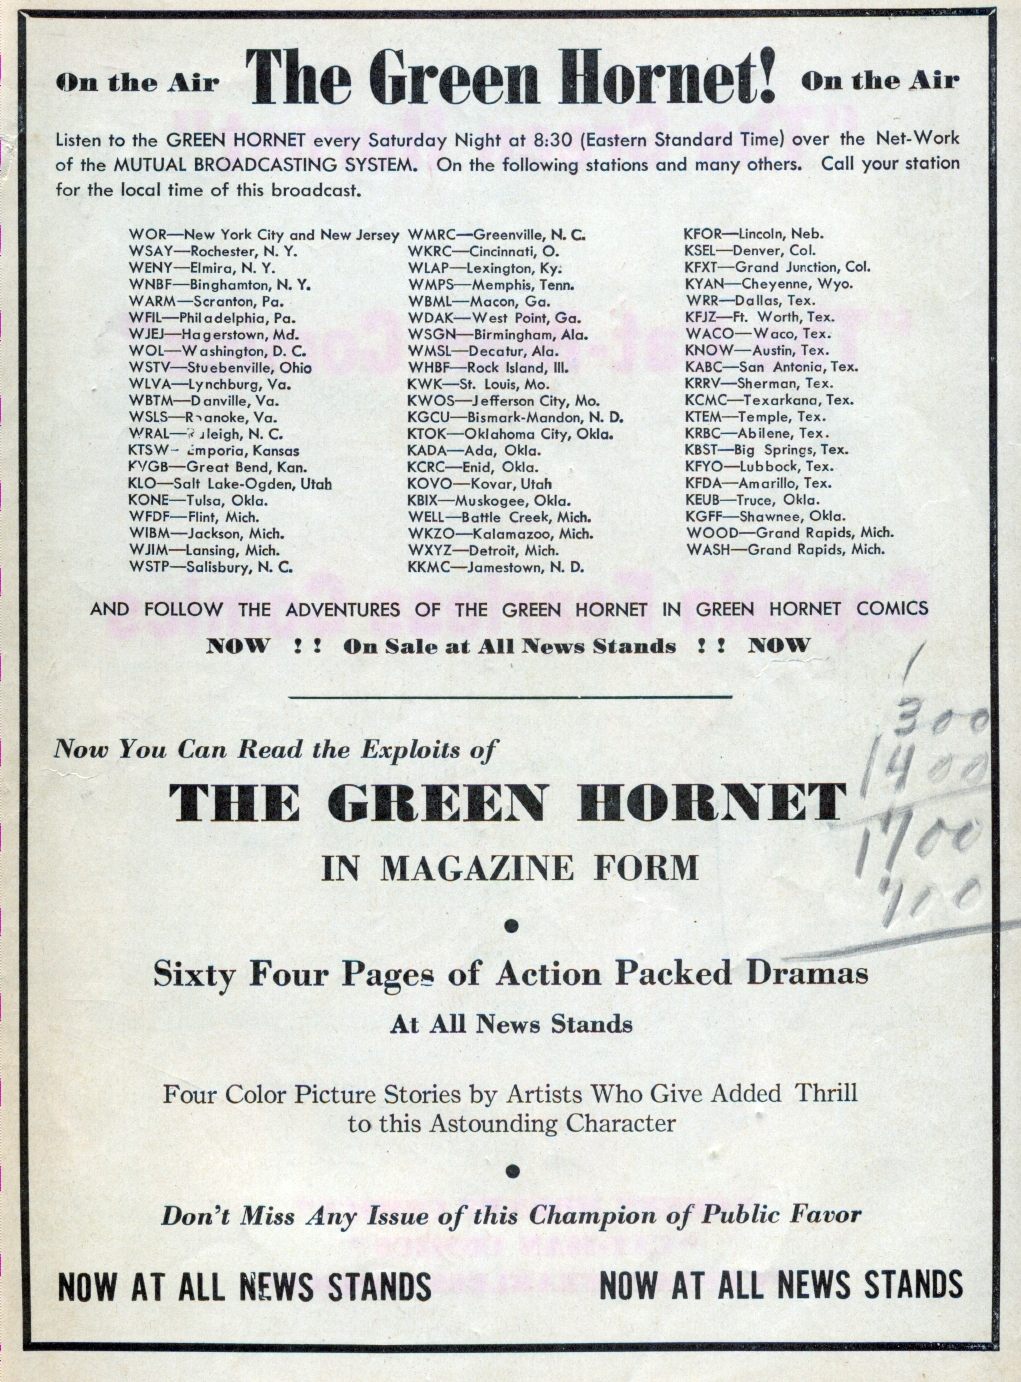 On the Air The Green Hornet! On the Air
Listen to the GREEN HORNET every Saturday Night at 8:30 (Eastern Standard Time) over the Net-Work
of the MUTUAL BROADCASTING SYSTEM. On the following stations and many others. Call your station
for the local time of this broadcast.
WOR—New York City and New Jersey
WSAY—Rochester, N. Y.
WENY—Elmira, N. Y.
WNBF—Binghamton, N. Y.
WARM—Scranton, Pa.
WFIL—Philadelphia, Pa.
WJEJ—Hagerstown, Md.
WOL—Washington, D. C.
WSTV—Stuebenville, Ohio
WLVA—Lynchburg, Va.
WBTM—Danville, Va.
WSLS—Roanoke, Va.
WRAL—Raleigh, N. C.
KTSW—Emporia, Kansas
KVGB—Great Bend, Kan.
KLO—Salt Lake-Ogden, Utah
KONE—Tulsa, Okla.
WFDF—Flint, Mich.
WIBM—Jackson, Mich.
WJIM—Lansing, Mich.
WSTP—Salisbury, N. C.
WMRC—Greenville, N. C.
WKRC—Cincinnati, O.
WLAP—Lexington, Ky.
WMPS—Memphis, Tenn.
WBML—Macon, Ga.
WDAK—West Point, Ga.
WSGN—Birmingham, Ala.
WMSL—Decatur, Ala.
WHBF—Rock Island, Ill.
KWK—St. Louis, Mo.
KWOS—Jefferson City, Mo.
KGCU—Bismark-Mandon, N. D.
KTOK—Oklahoma City, Okla.
KADA—Ada, Okla.
KCRC—Enid, Okla.
KOVO—Kovar, Utah
KBIX—Muskogee, Okla.
WELL—Battle Creek, Mich.
WKZO—Kalamazoo, Mich.
WXYZ—Detroit, Mich.
KKMC—Jamestown, N. D.
KFOR—Lincoln, Neb.
KSEL—Denver, Col.
KFXT—Grand Junction, Col.
KYAN—Cheyenne, Wyo.
WRR—Dallas, Tex.
KFJZ—Ft. Worth, Tex.
WACO—Waco, Tex.
KNOW—Austin, Tex.
KABC—San Antonia, Tex.
KRRV—Sherman, Tex.
KCMC—Texarkana, Tex.
KTEM—Temple, Tex.
KRBC—Abilene, Tex.
KBST—Big Springs, Tex.
KFYO—Lubbock, Tex.
KFDA—Amarillo, Tex.
KEUB—Truce, Okla.
KGFF—Shawnee, Okla.
WOOD—Grand Rapids, Mich.
WASH—Grand Rapids, Mich.
AND FOLLOW THE ADVENTURES OF THE GREEN HORNET IN GREEN HORNET COMICS
NOW !! On Sale at All News Stands !! NOW
1
300
1400
1700
700
Now You Can Read the Exploits of
THE GREEN HORNET
IN MAGAZINE FORM
Sixty Four Pages of Action Packed Dramas
At All News Stands
Four Color Picture Stories by Artists Who Give Added Thrill
to this Astounding Character
Don't Miss Any Issue of this Champion of Public Favor
NOW AT ALL NEWS STANDS NOW AT ALL NEWS STANDS